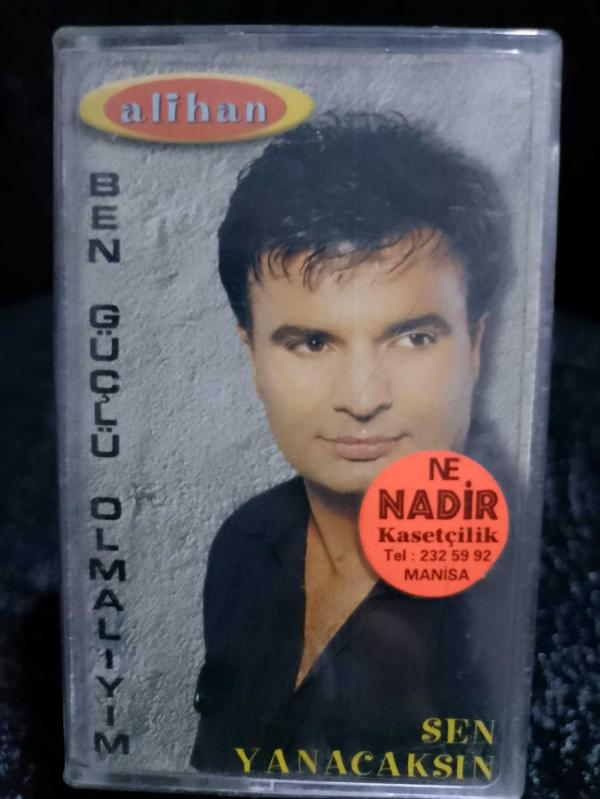 alihan
BEN GÜÇLÜ OLMALIYIM
NE
NADİR
Kasetçilik
Tel : 232 59 92
MANİSA
SEN
YANACAKSIN